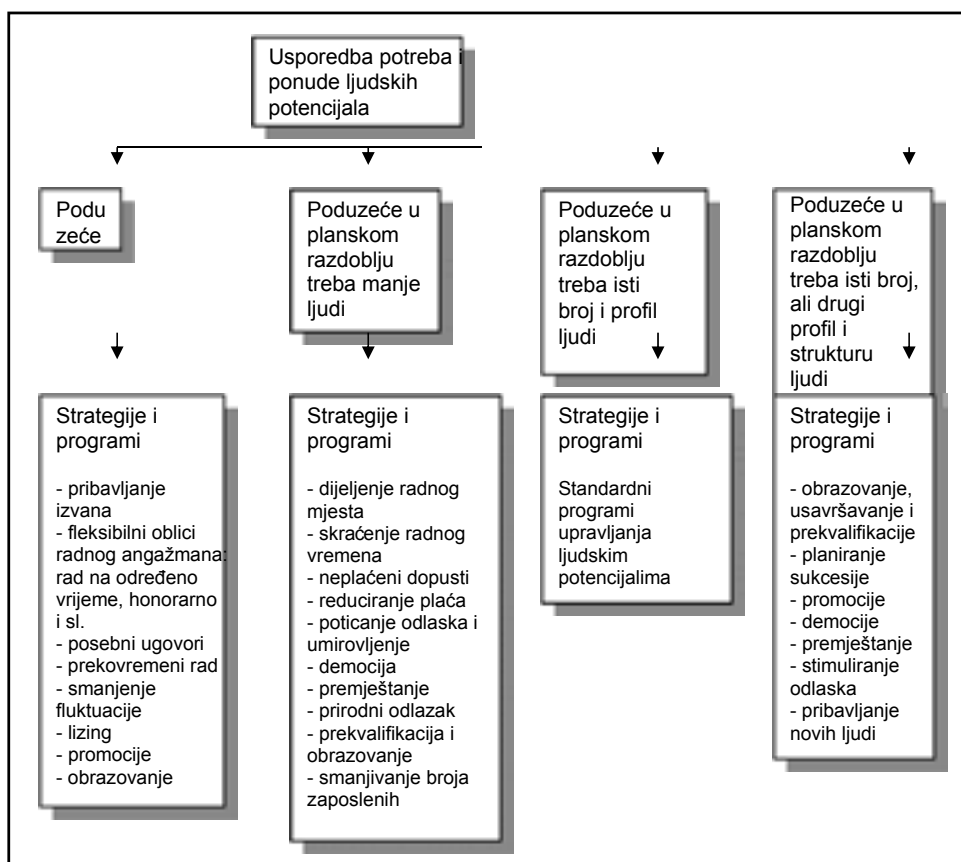 Usporedba potreba i
ponude ljudskih
potencijala
Podu
zeće
Poduzeće u
planskom
razdoblju
treba manje
ljudi
Poduzeće u
planskom
razdoblju
treba isti
broj i profil
ljudi
Poduzeće u
planskom
razdoblju
treba isti broj,
ali drugi
profil i
strukturu
ljudi
Strategije i
programi
- pribavljanje
izvana
- fleksibilni oblici
radnog angažmana:
rad na određeno
vrijeme, honorarno
i sl.
- posebni ugovori
- prekovremeni rad
- smanjenje
fluktuacije
- lizing
- promocije
- obrazovanje
Strategije i
programi
- dijeljenje radnog
mjesta
- skraćenje radnog
vremena
- neplaćeni dopusti
- reduciranje plaća
- poticanje odlaska i
umirovljenje
- democija
- premještanje
- prirodni odlazak
- prekvalifikacija i
obrazovanje
- smanjivanje broja
zaposlenih
Strategije i
programi
Standardni
programi
upravljanja
ljudskim
potencijalima
Strategije i
programi
- obrazovanje,
usavršavanje i
prekvalifikacije
- planiranje
sukcesije
- promocije
- democije
- premještanje
- stimuliranje
odlaska
- pribavljanje
novih ljudi